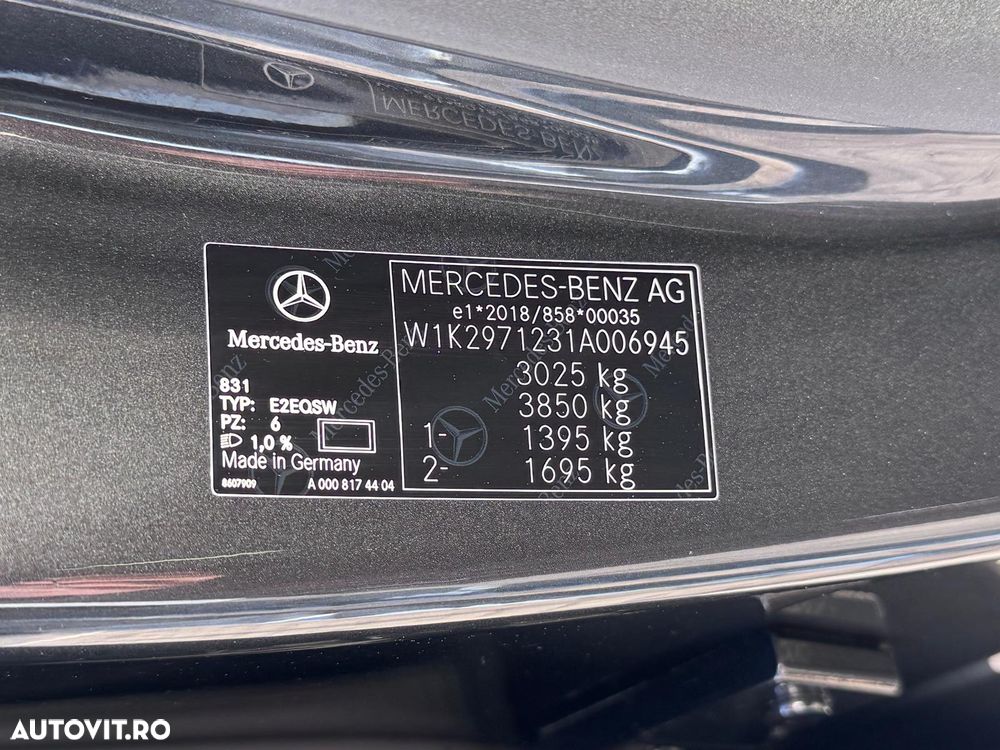 MERCEDES-BENZ
Mercedes-Benz
831
TYP: E2EQSW
PZ: 6
1,0 %
Made in Germany
8607909 A 000 817 44 04
MERCEDES-BENZ AG
e1*2018/858*00035
W1K2971231A006945
3025 kg
3850 kg
1- 1395 kg
2- 1695 kg
Mercedes-Benz
AUTOVIT.RO